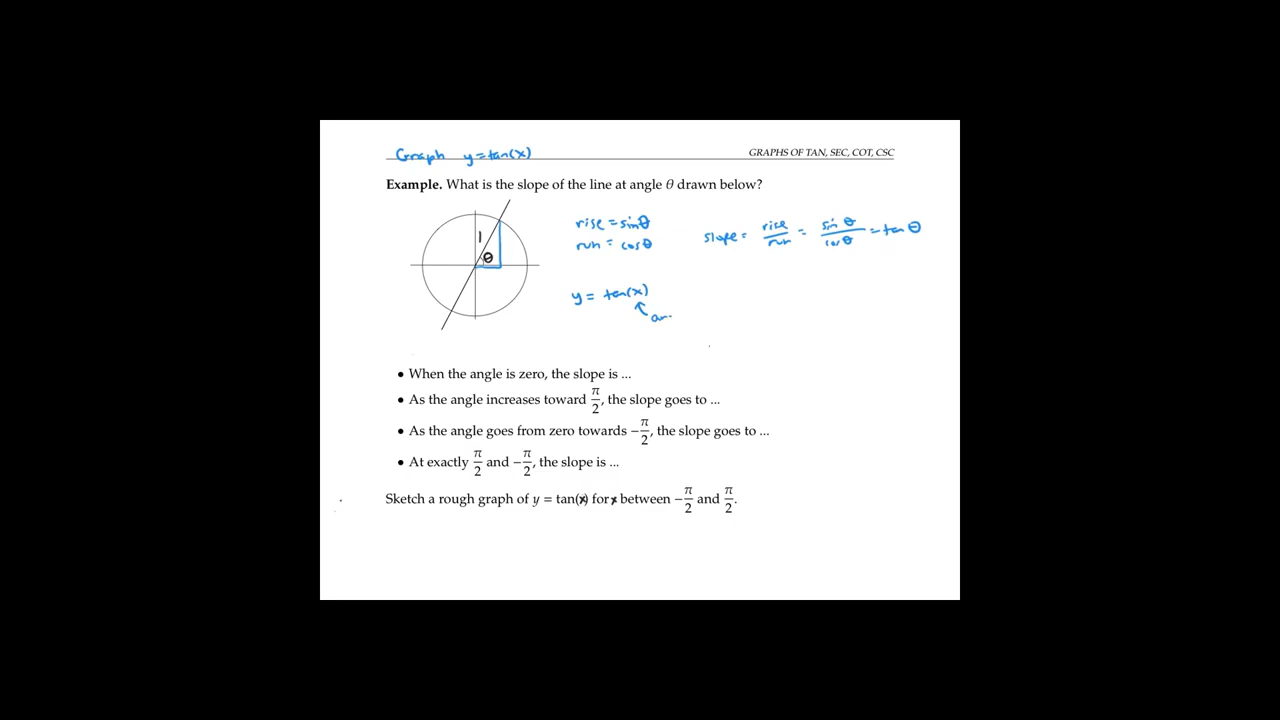 Graph y=tan(x)
GRAPHS OF TAN, SEC, COT, CSC
Example. What is the slope of the line at angle θ drawn below?
1
θ
rise = sinθ
run = cosθ
slope = rise/run = sin θ/cos θ = tan θ
y = tan(x)
an.
• When the angle is zero, the slope is ...
• As the angle increases toward π/2, the slope goes to ...
• As the angle goes from zero towards −π/2, the slope goes to ...
• At exactly π/2 and −π/2, the slope is ...
Sketch a rough graph of y = tan(x) for x between −π/2 and π/2.